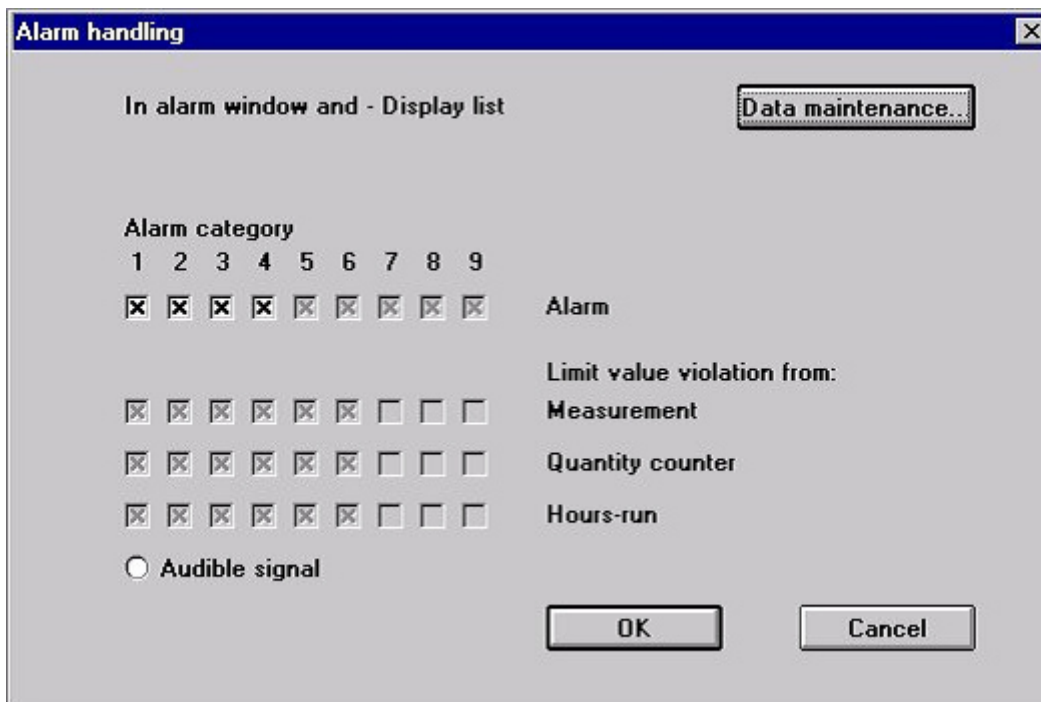 Alarm handling
In alarm window and - Display list
Data maintenance...
Alarm category
1 2 3 4 5 6 7 8 9
Alarm
Limit value violation from:
Measurement
Quantity counter
Hours-run
Audible signal
OK
Cancel